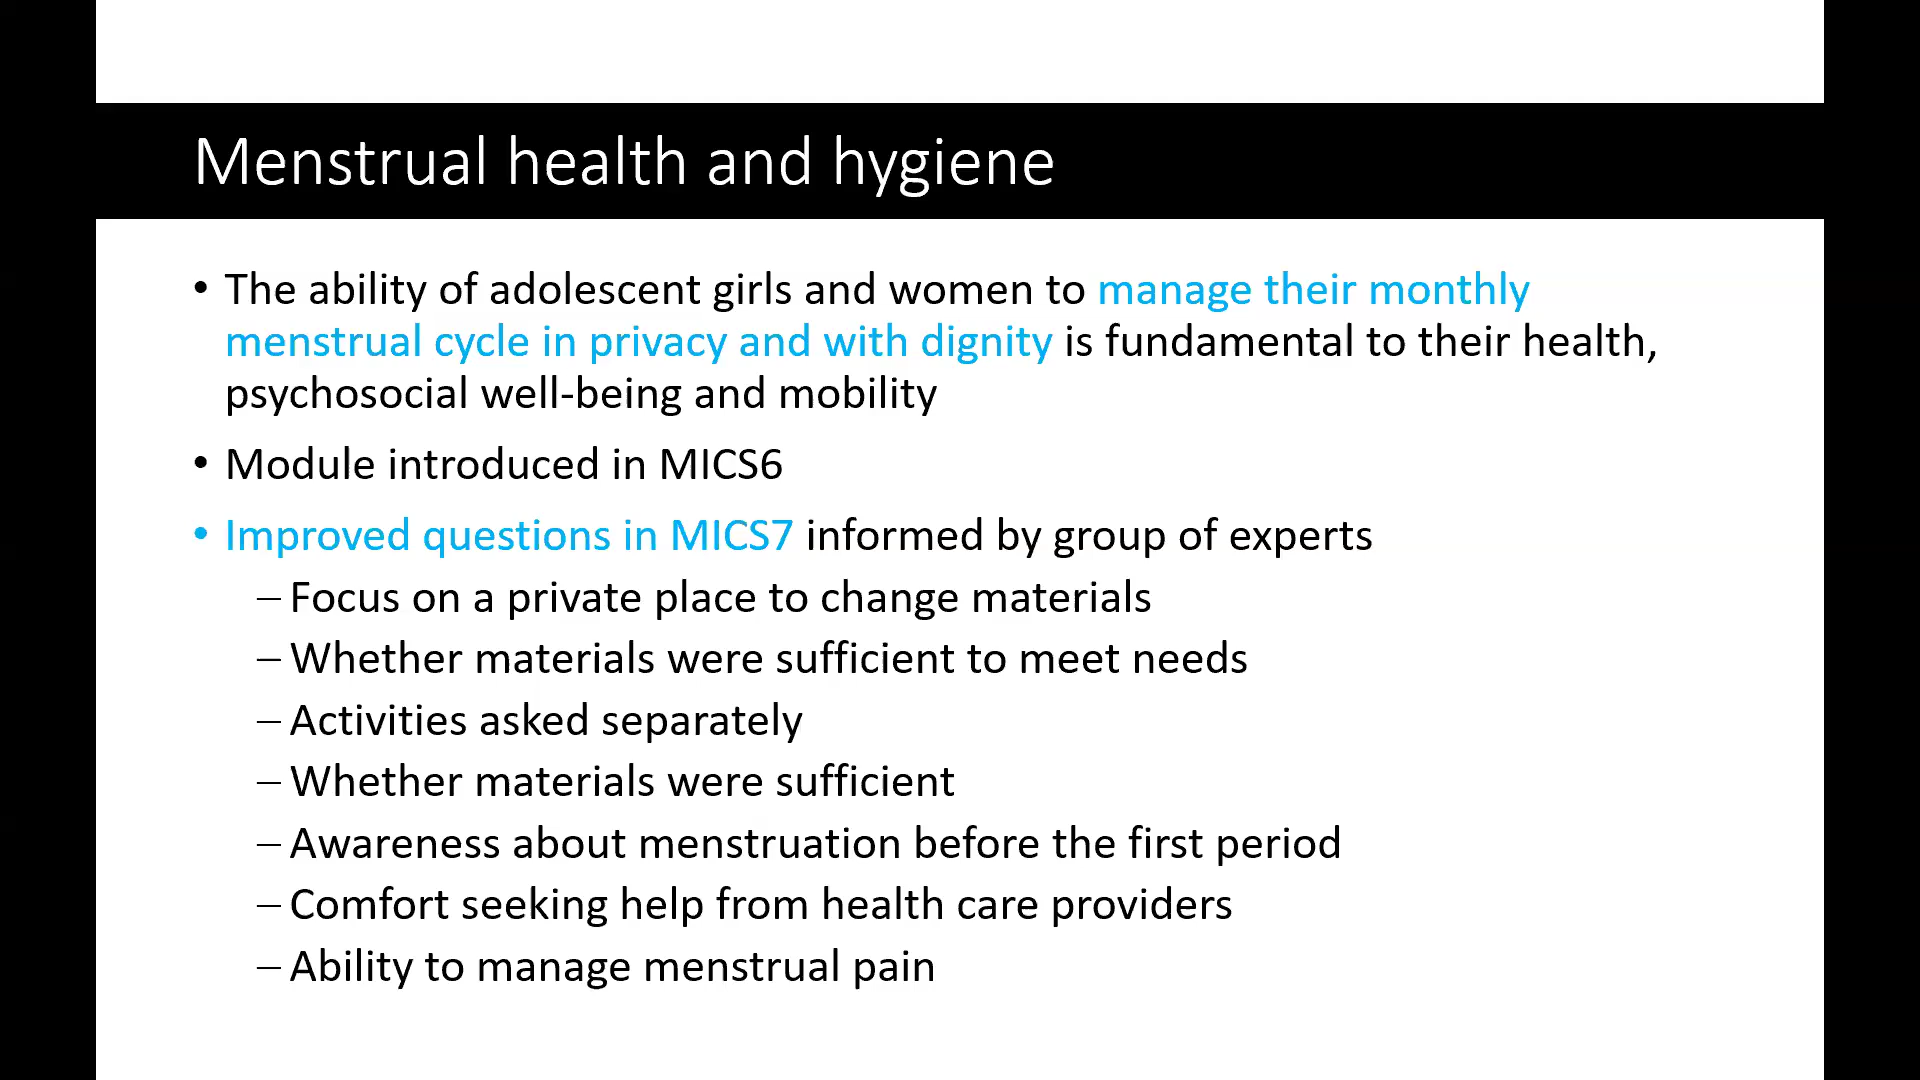 Menstrual health and hygiene
• The ability of adolescent girls and women to manage their monthly
menstrual cycle in privacy and with dignity is fundamental to their health,
psychosocial well-being and mobility
• Module introduced in MICS6
• Improved questions in MICS7 informed by group of experts
– Focus on a private place to change materials
– Whether materials were sufficient to meet needs
– Activities asked separately
– Whether materials were sufficient
– Awareness about menstruation before the first period
– Comfort seeking help from health care providers
– Ability to manage menstrual pain